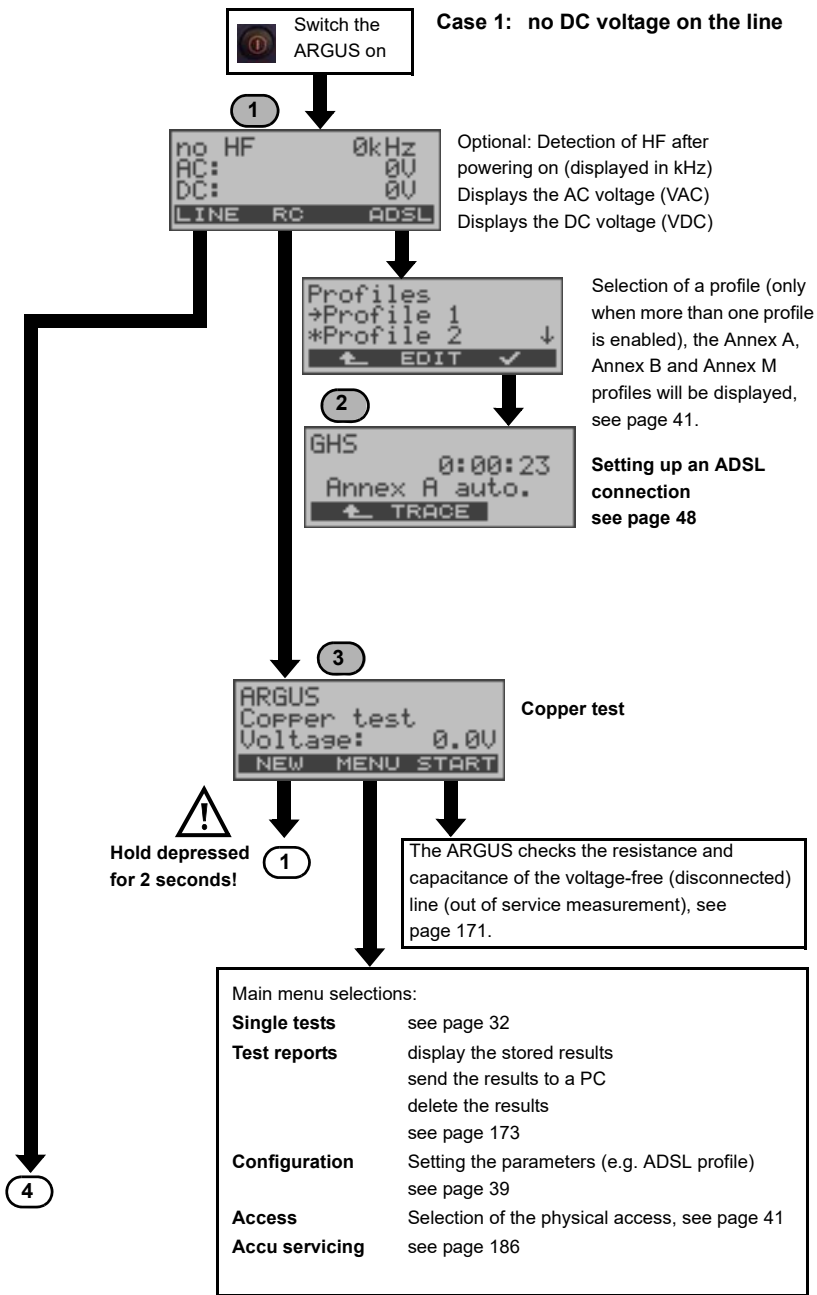 Switch the
ARGUS on
Case 1: no DC voltage on the line
1
no HF 0kHz
AC: 0V
DC: 0V
LINE RC ADSL
Optional: Detection of HF after
powering on (displayed in kHz)
Displays the AC voltage (VAC)
Displays the DC voltage (VDC)
Profiles
→Profile 1
*Profile 2 ↓
EDIT ✓
Selection of a profile (only
when more than one profile
is enabled), the Annex A,
Annex B and Annex M
profiles will be displayed,
see page 41.
2
GHS
0:00:23
Annex A auto.
TRACE
Setting up an ADSL
connection
see page 48
3
ARGUS
Copper test
Voltage: 0.0V
NEW MENU START
Copper test
Hold depressed
for 2 seconds!
1
The ARGUS checks the resistance and
capacitance of the voltage-free (disconnected)
line (out of service measurement), see
page 171.
Main menu selections:
Single tests see page 32
Test reports display the stored results
send the results to a PC
delete the results
see page 173
Configuration Setting the parameters (e.g. ADSL profile)
see page 39
Access Selection of the physical access, see page 41
Accu servicing see page 186
4